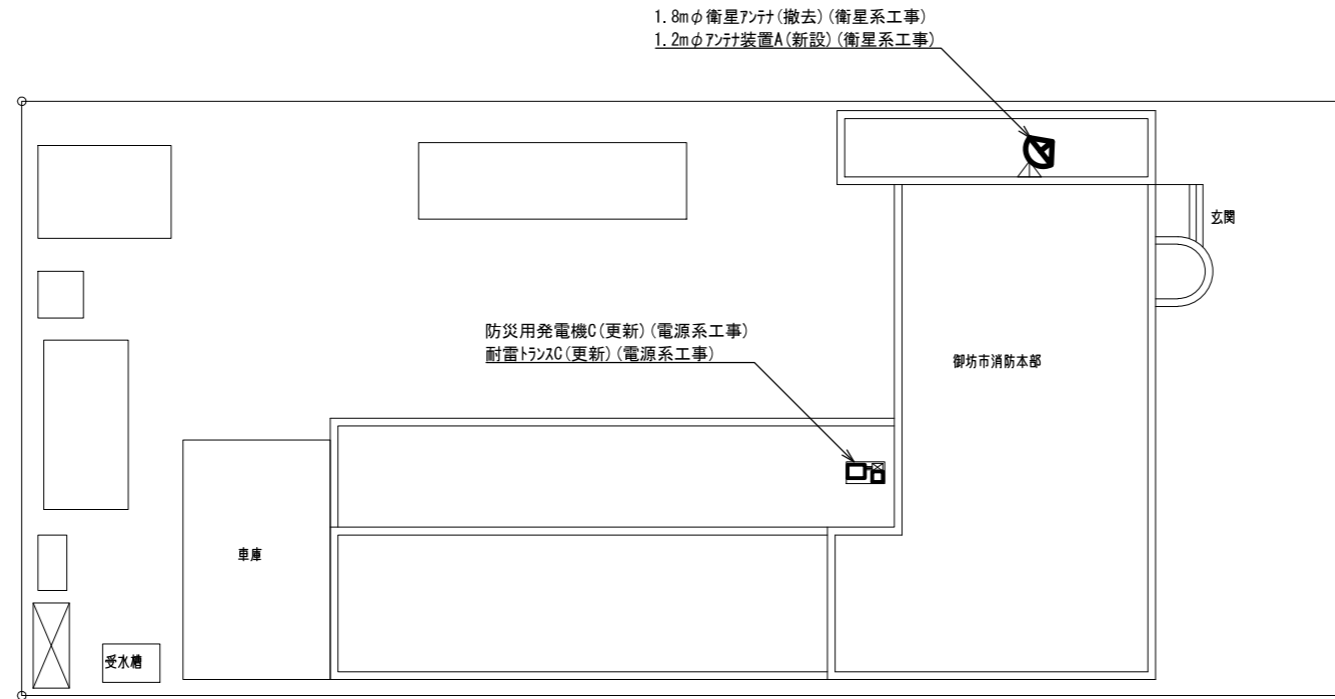 1.8mφ衛星ｱﾝﾃﾅ(撤去)(衛星系工事)
1.2mφｱﾝﾃﾅ装置A(新設)(衛星系工事)
玄関
防災用発電機C(更新)(電源系工事)
耐雷ﾄﾗﾝｽC(更新)(電源系工事)
御坊市消防本部
車庫
受水槽